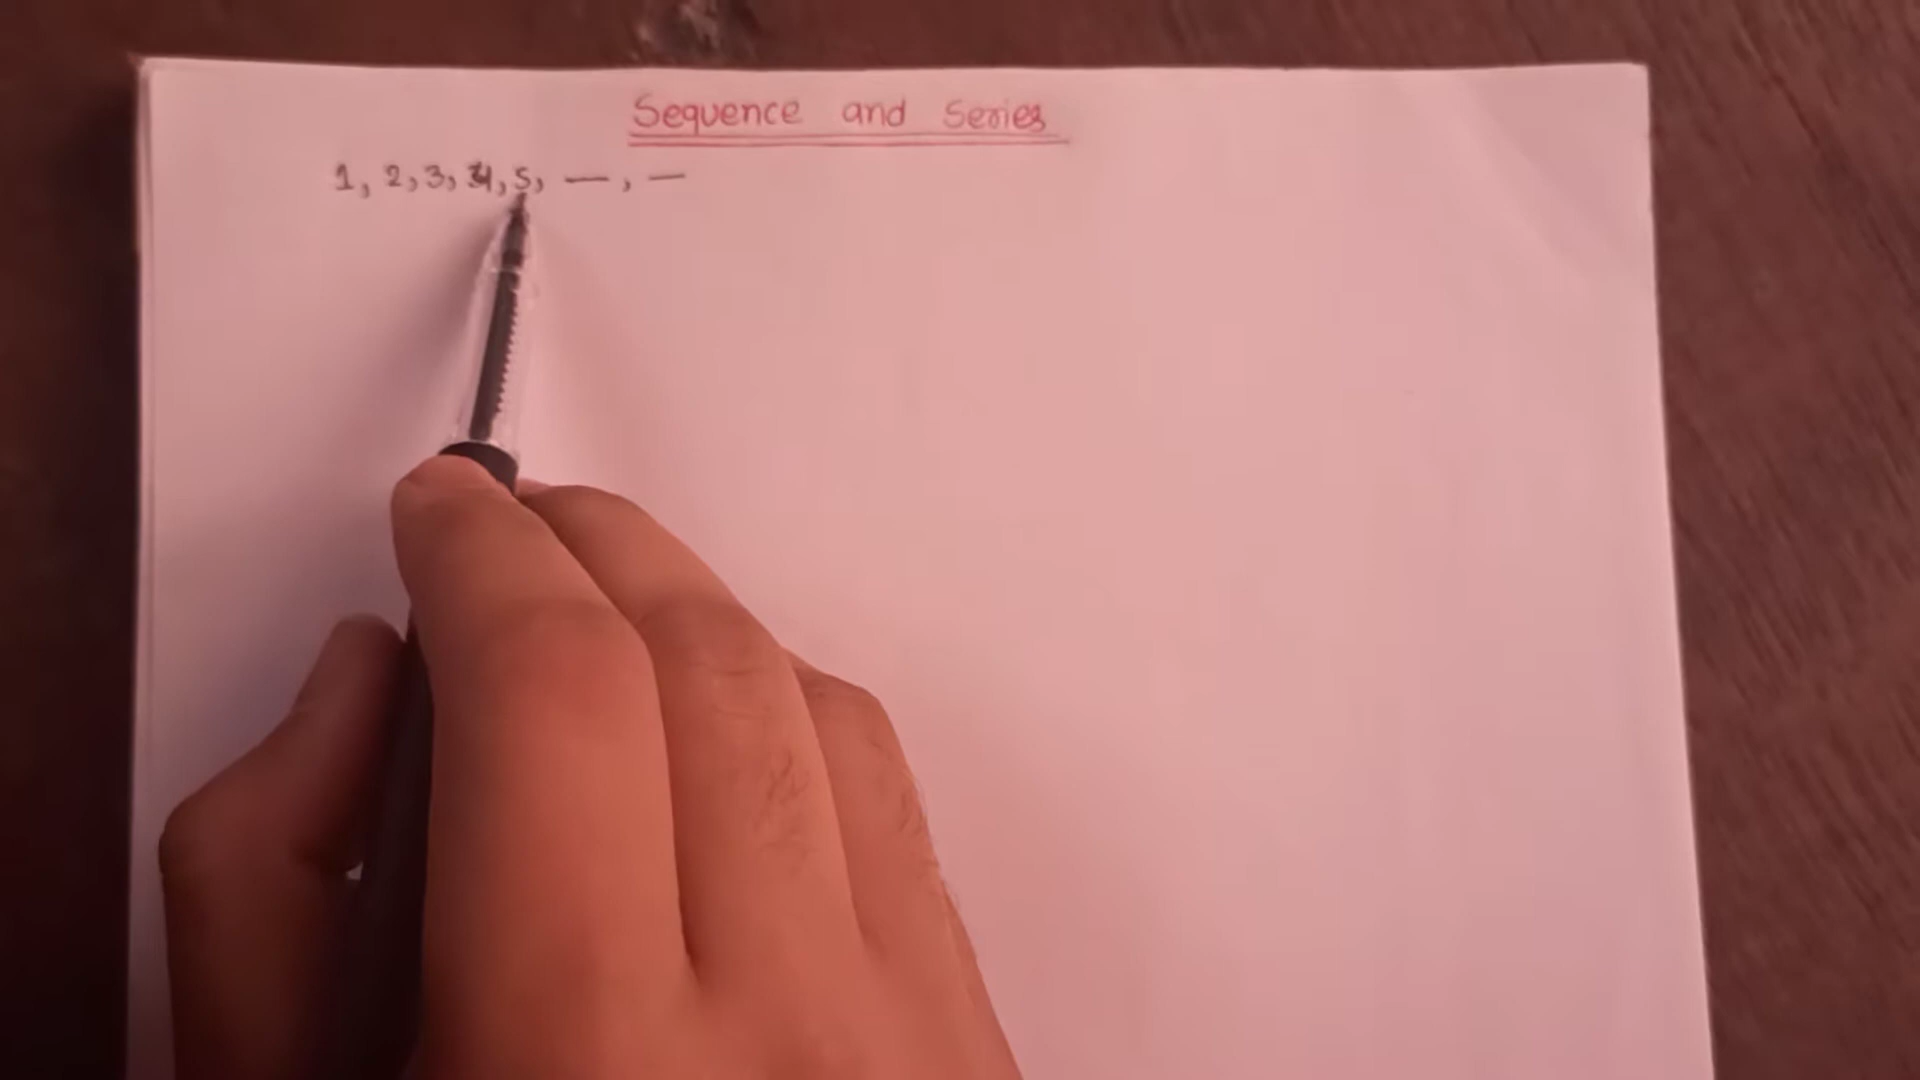 Sequence and Series
1, 2, 3, 4, 5, — , —